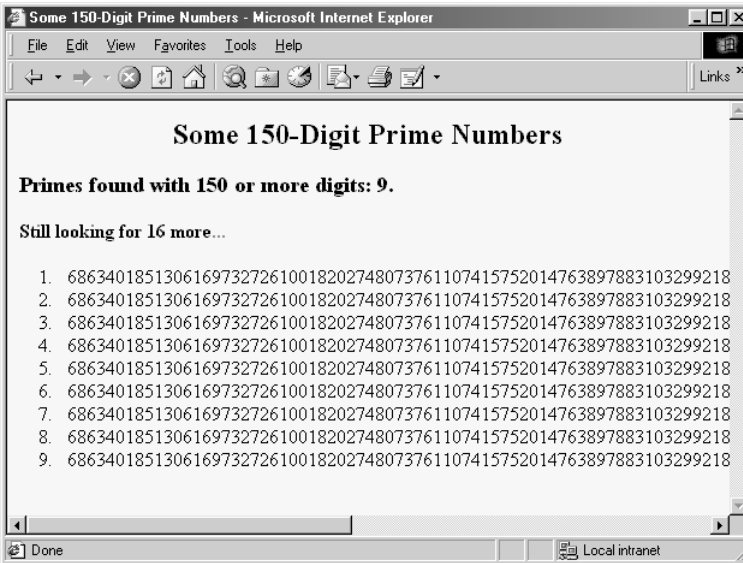 Some 150-Digit Prime Numbers - Microsoft Internet Explorer
File Edit View Favorites Tools Help
Links »
Some 150-Digit Prime Numbers
Primes found with 150 or more digits: 9.
Still looking for 16 more...
1. 686340185130616973272610018202748073761107415752014763897883103299218
2. 686340185130616973272610018202748073761107415752014763897883103299218
3. 686340185130616973272610018202748073761107415752014763897883103299218
4. 686340185130616973272610018202748073761107415752014763897883103299218
5. 686340185130616973272610018202748073761107415752014763897883103299218
6. 686340185130616973272610018202748073761107415752014763897883103299218
7. 686340185130616973272610018202748073761107415752014763897883103299218
8. 686340185130616973272610018202748073761107415752014763897883103299218
9. 686340185130616973272610018202748073761107415752014763897883103299218
Done Local intranet